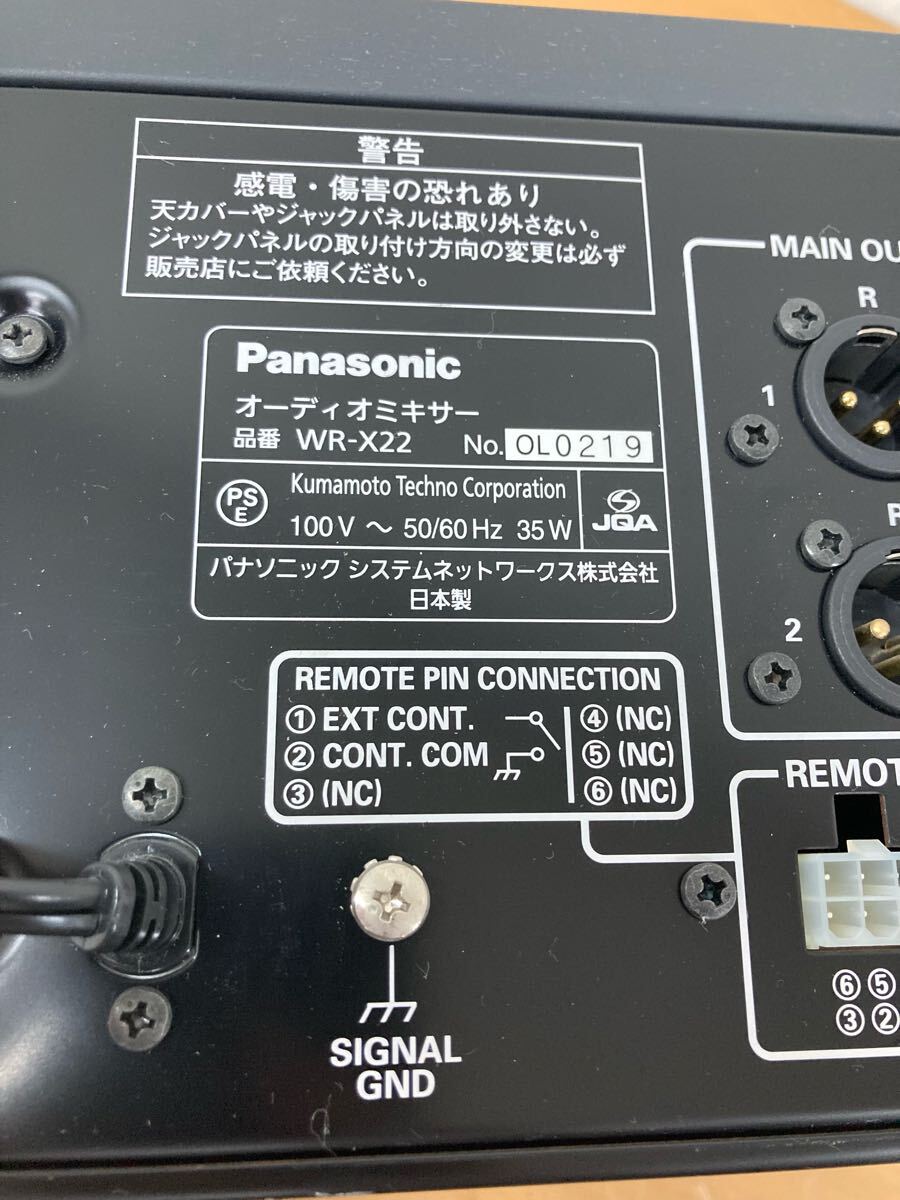 警告
感電・傷害の恐れあり
天カバーやジャックパネルは取り外さない。
ジャックパネルの取り付け方向の変更は必ず
販売店にご依頼ください。
Panasonic
オーディオミキサー
品番 WR-X22 No. OL0219
PS E
Kumamoto Techno Corporation
100V ～ 50/60Hz 35W
JQA
パナソニック システムネットワークス株式会社
日本製
MAIN OU
R
1
2
REMOTE PIN CONNECTION
① EXT CONT. ④ (NC)
② CONT. COM ⑤ (NC)
③ (NC) ⑥ (NC)
REMOT
⑥ ⑤
③ ②
SIGNAL
GND